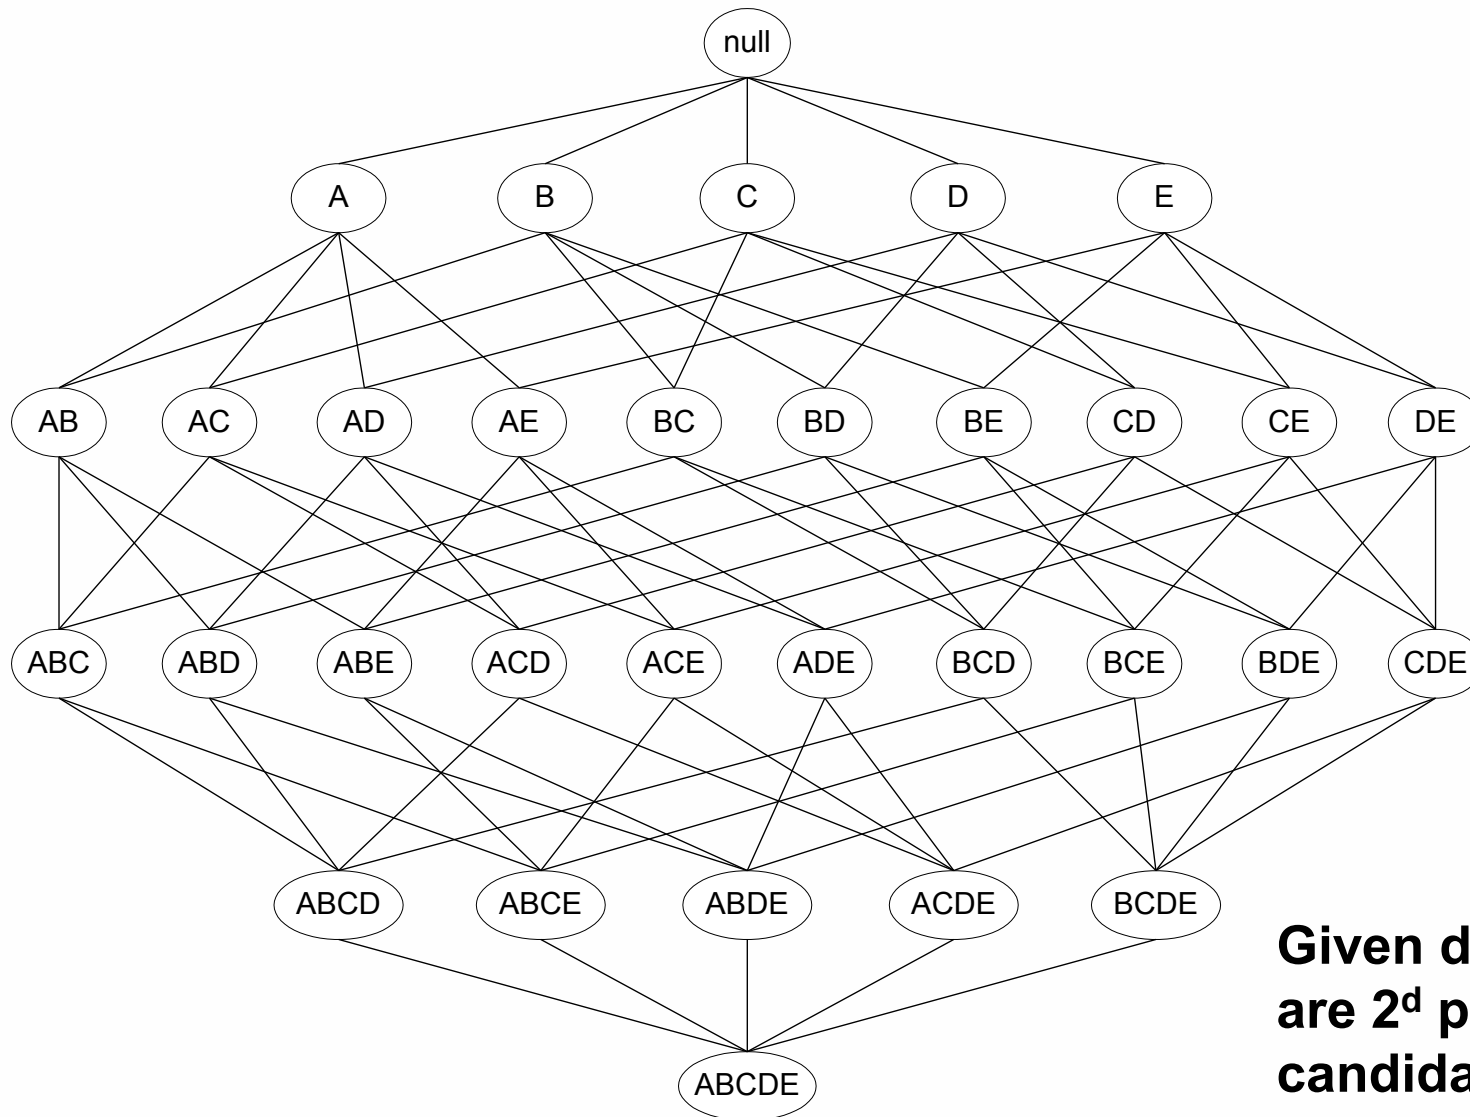 null
A B C D E
AB AC AD AE BC BD BE CD CE DE
ABC ABD ABE ACD ACE ADE BCD BCE BDE CDE
ABCD ABCE ABDE ACDE BCDE
Given d
are 2ᵈ p
candida
ABCDE